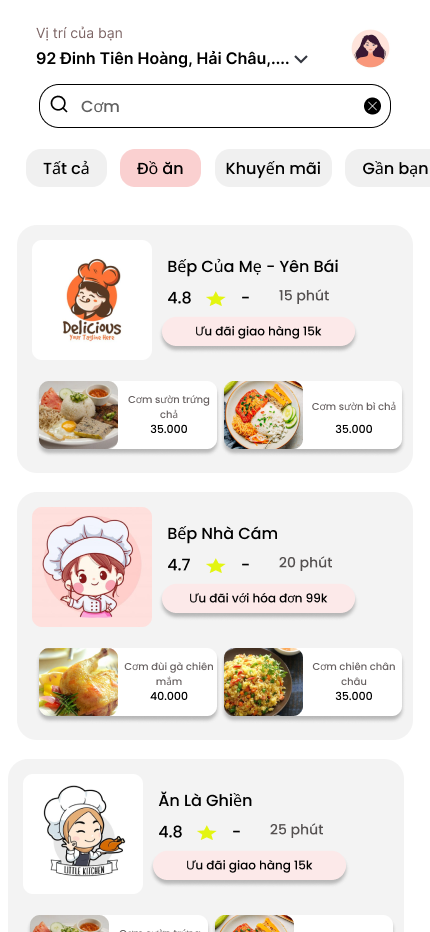 Vị trí của bạn
92 Đinh Tiên Hoàng, Hải Châu,....
Cơm
Tất cả
Đồ ăn
Khuyến mãi
Gần bạn
Bếp Của Mẹ - Yên Bái
4.8 - 15 phút
Ưu đãi giao hàng 15k
Delicious
Your Tagline Here
Cơm sườn trứng
chả
35.000
Cơm sườn bì chả
35.000
Bếp Nhà Cám
4.7 - 20 phút
Ưu đãi với hóa đơn 99k
Cơm đùi gà chiên
mắm
40.000
Cơm chiên chân
châu
35.000
Ăn Là Ghiền
4.8 - 25 phút
Ưu đãi giao hàng 15k
LITTLE KITCHEN
Cơm sườn trứng